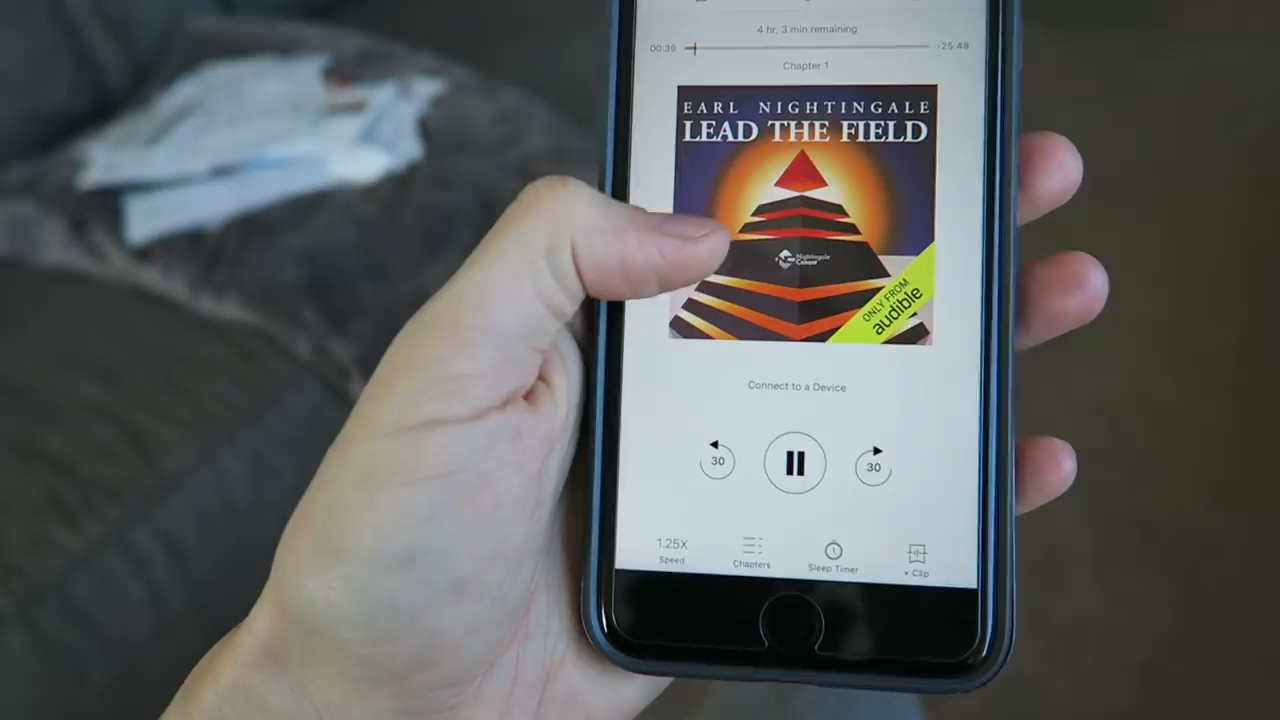 4 hr, 3 min remaining
00:30
-25:48
Chapter 1
EARL NIGHTINGALE
LEAD THE FIELD
Nightingale
Conant
ONLY FROM
audible
Connect to a Device
30
30
1.25X
Speed
Chapters
Sleep Timer
+ Clip